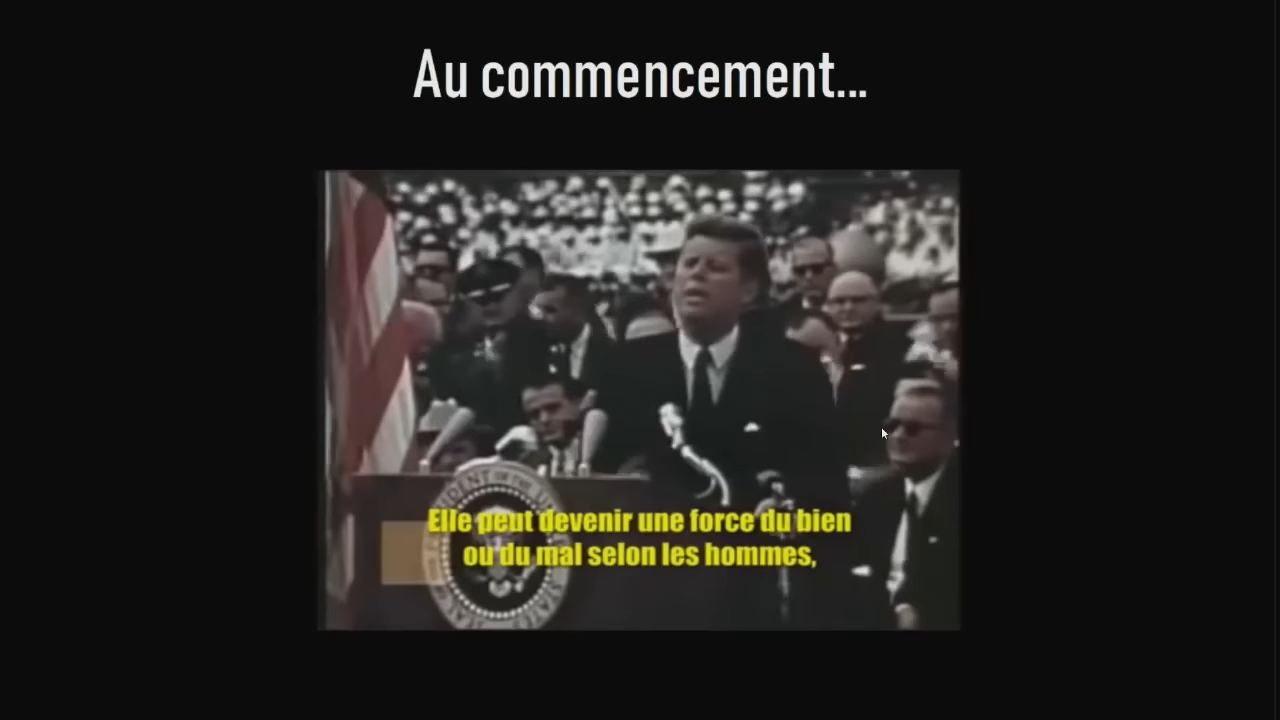 Au commencement...
Elle peut devenir une force du bien
ou du mal selon les hommes,